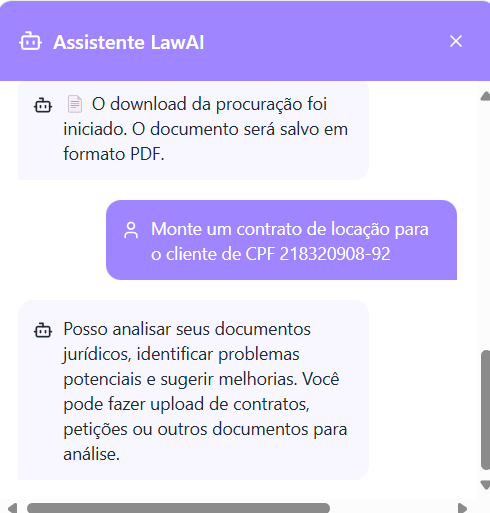 Assistente LawAI
📄 O download da procuração foi
iniciado. O documento será salvo em
formato PDF.
Monte um contrato de locação para
o cliente de CPF 218320908-92
Posso analisar seus documentos
jurídicos, identificar problemas
potenciais e sugerir melhorias. Você
pode fazer upload de contratos,
petições ou outros documentos para
análise.